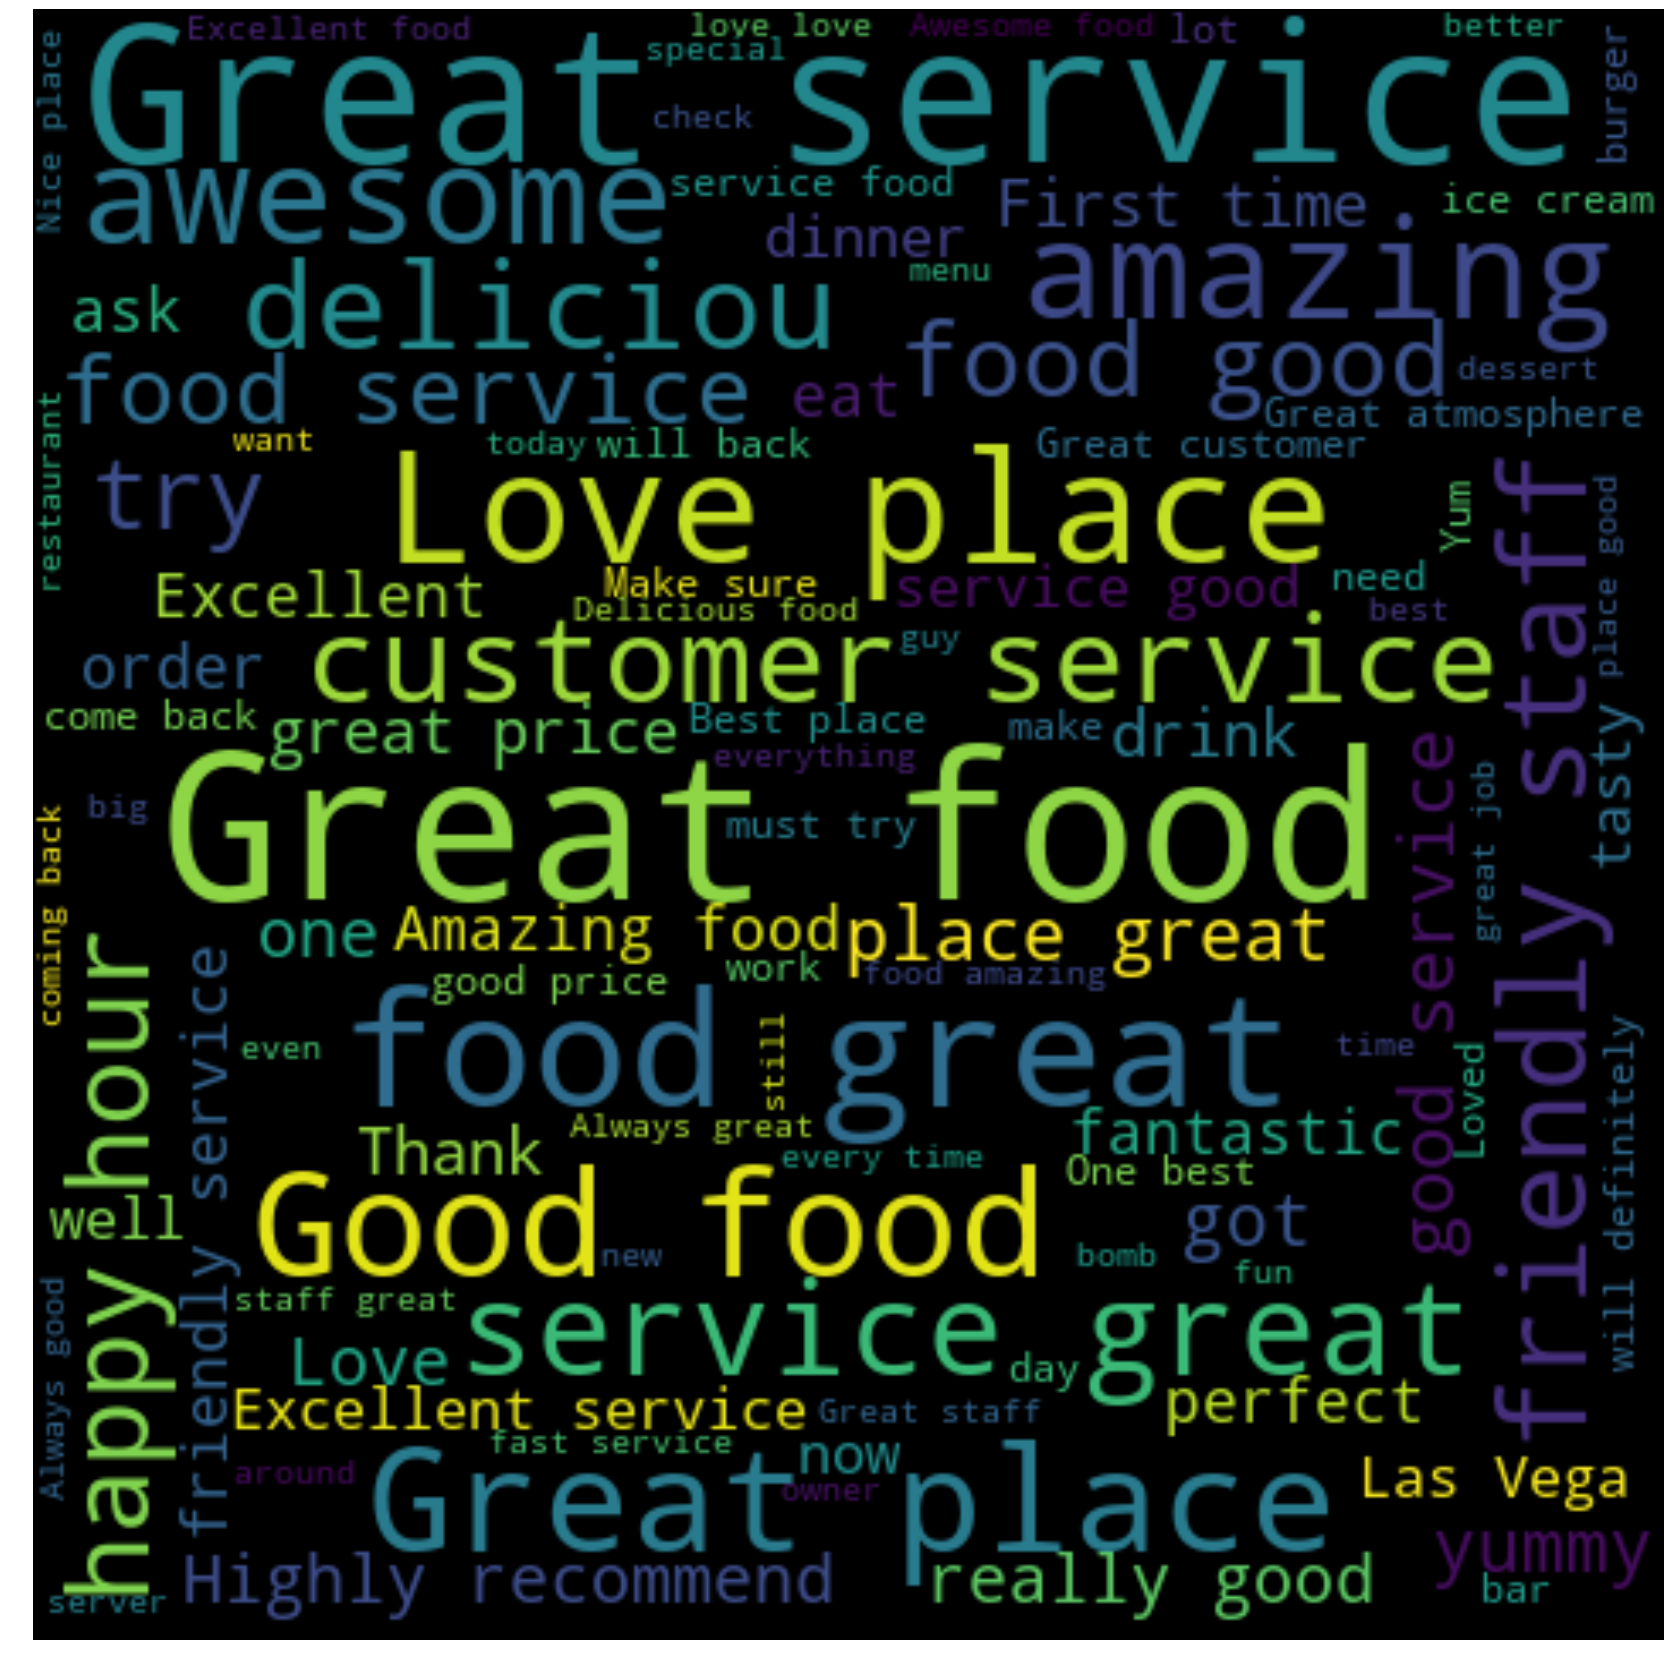 Excellent food
love love
Awesome food
lot
better
Great service
special
check
Nice place
burger
awesome
service food
First time
ice cream
dinner
amazing
menu
ask
deliciou
food service
eat
food good
dessert
Great atmosphere
restaurant
want
today
will back
Great customer
try
Love place
Yum
friendly staff
place good
Excellent
Make sure
service good
need
Delicious food
best
order
customer service
guy
come back
great price
Best place
make
drink
everything
tasty
big
Great food
must try
good service
great job
coming back
one
Amazing food
place great
happy hour
friendly service
good price
work
food amazing
even
food great
still
time
Loved
will definitely
Thank
Always great
every time
fantastic
One best
well
Good food
new
bomb
got
fun
Always good
staff great
service great
Love
day
Excellent service
Great staff
perfect
fast service
now
around
Great place
owner
Las Vega
yummy
Highly recommend
really good
bar
server